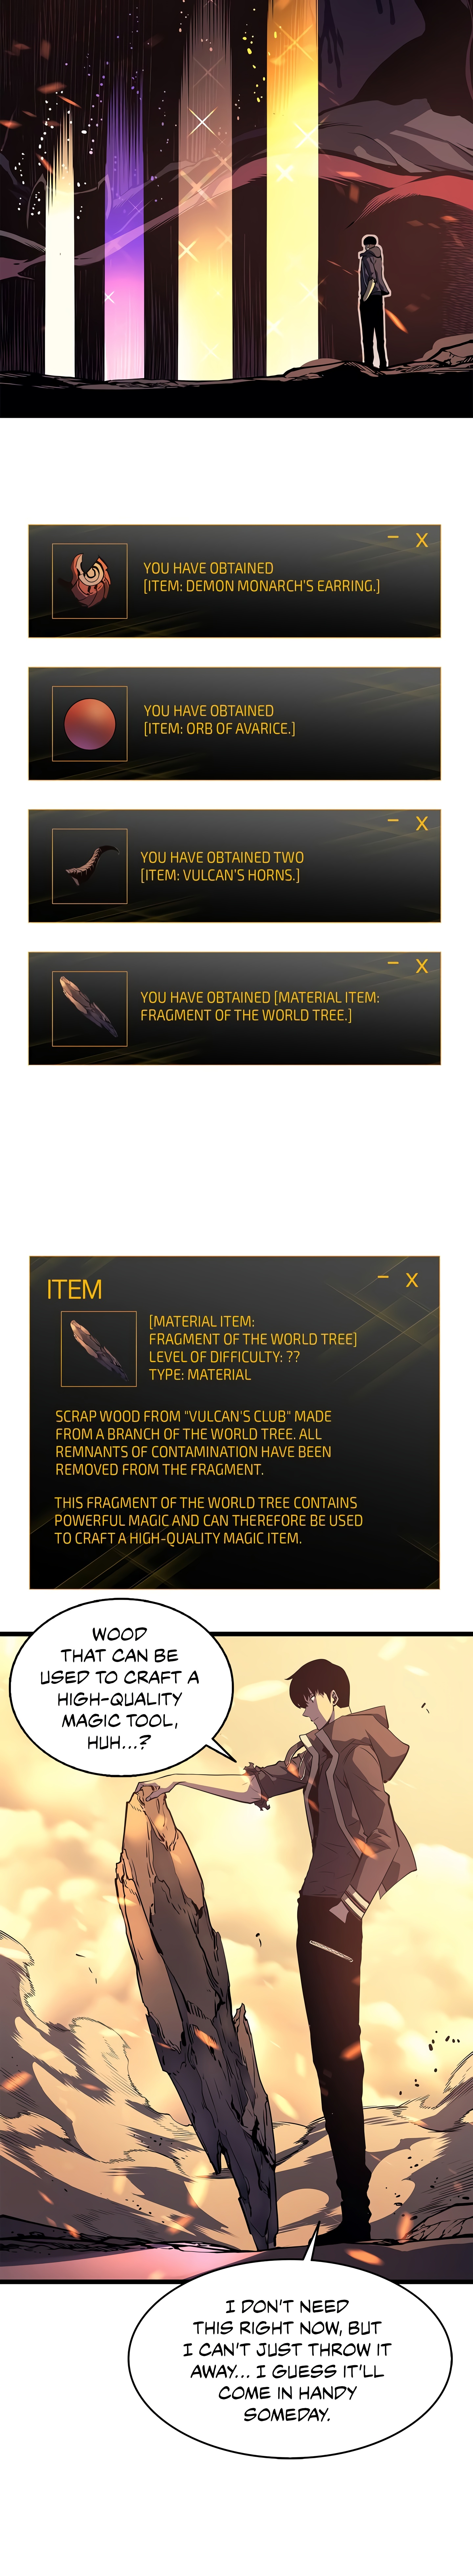 YOU HAVE OBTAINED
[ITEM: DEMON MONARCH'S EARRING.]
YOU HAVE OBTAINED
[ITEM: ORB OF AVARICE.]
YOU HAVE OBTAINED TWO
[ITEM: VULCAN'S HORNS.]
YOU HAVE OBTAINED [MATERIAL ITEM:
FRAGMENT OF THE WORLD TREE.]
ITEM
[MATERIAL ITEM:
FRAGMENT OF THE WORLD TREE]
LEVEL OF DIFFICULTY: ??
TYPE: MATERIAL
SCRAP WOOD FROM "VULCAN'S CLUB" MADE
FROM A BRANCH OF THE WORLD TREE. ALL
REMNANTS OF CONTAMINATION HAVE BEEN
REMOVED FROM THE FRAGMENT.
THIS FRAGMENT OF THE WORLD TREE CONTAINS
POWERFUL MAGIC AND CAN THEREFORE BE USED
TO CRAFT A HIGH-QUALITY MAGIC ITEM.
WOOD
THAT CAN BE
USED TO CRAFT A
HIGH-QUALITY
MAGIC TOOL,
HUH...?
I DON'T NEED
THIS RIGHT NOW, BUT
I CAN'T JUST THROW IT
AWAY... I GUESS IT'LL
COME IN HANDY
SOMEDAY.